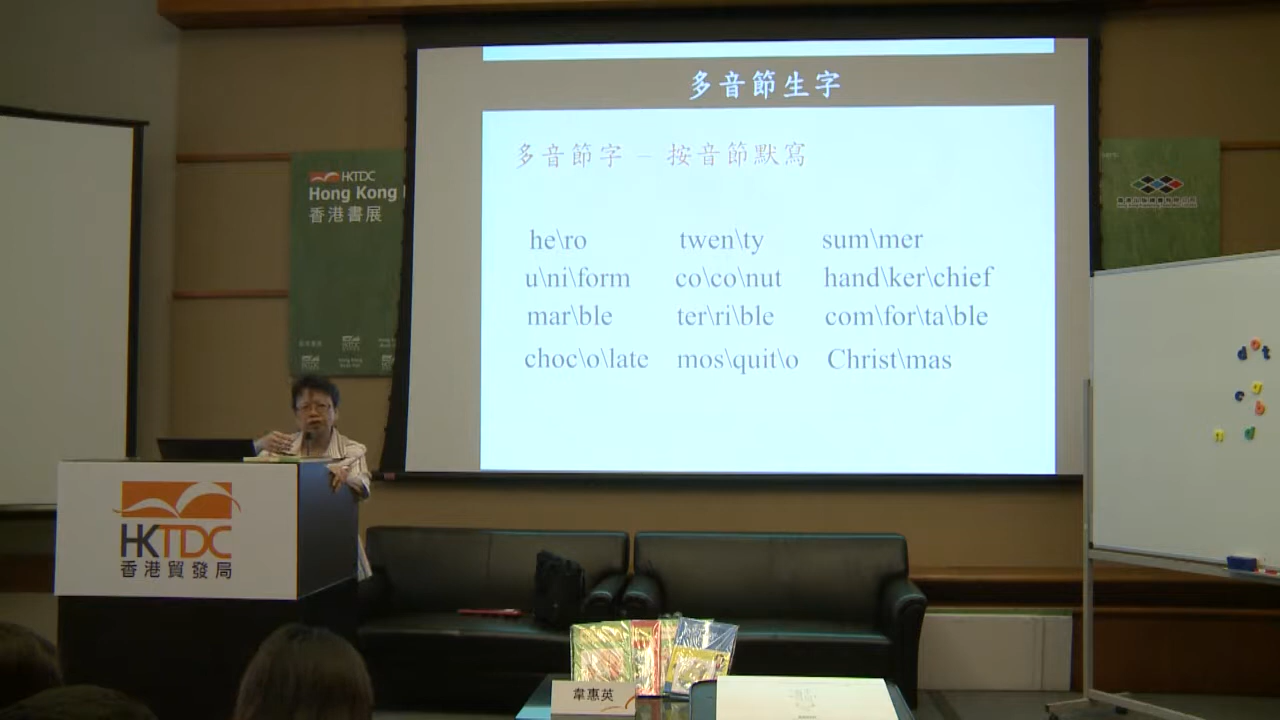 多音節生字
多音節字 – 按音節默寫
he\ro twen\ty sum\mer
u\ni\form co\co\nut hand\ker\chief
mar\ble ter\ri\ble com\for\ta\ble
choc\o\late mos\quit\o Christ\mas
HKTDC
Hong Kong
香港書展
HKTDC
香港貿發局
d o t
e g b
n d
韋惠英